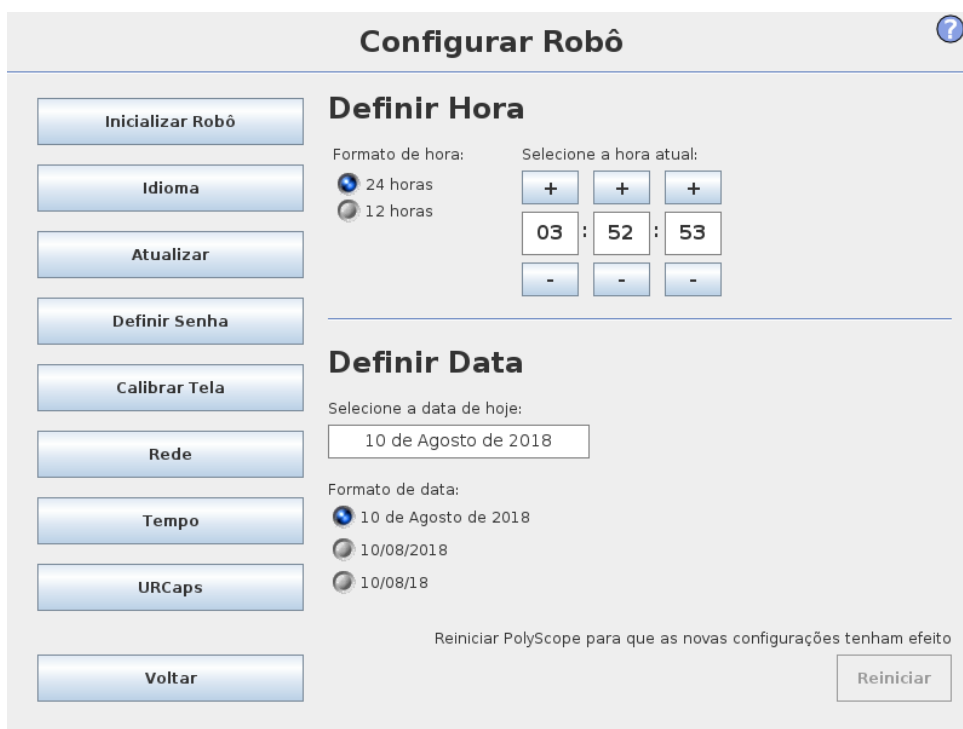 Configurar Robô
?
Inicializar Robô
Idioma
Atualizar
Definir Senha
Calibrar Tela
Rede
Tempo
URCaps
Voltar
Definir Hora
Formato de hora:
24 horas
12 horas
Selecione a hora atual:
+ + +
03 : 52 : 53
- - -
Definir Data
Selecione a data de hoje:
10 de Agosto de 2018
Formato de data:
10 de Agosto de 2018
10/08/2018
10/08/18
Reiniciar PolyScope para que as novas configurações tenham efeito
Reiniciar